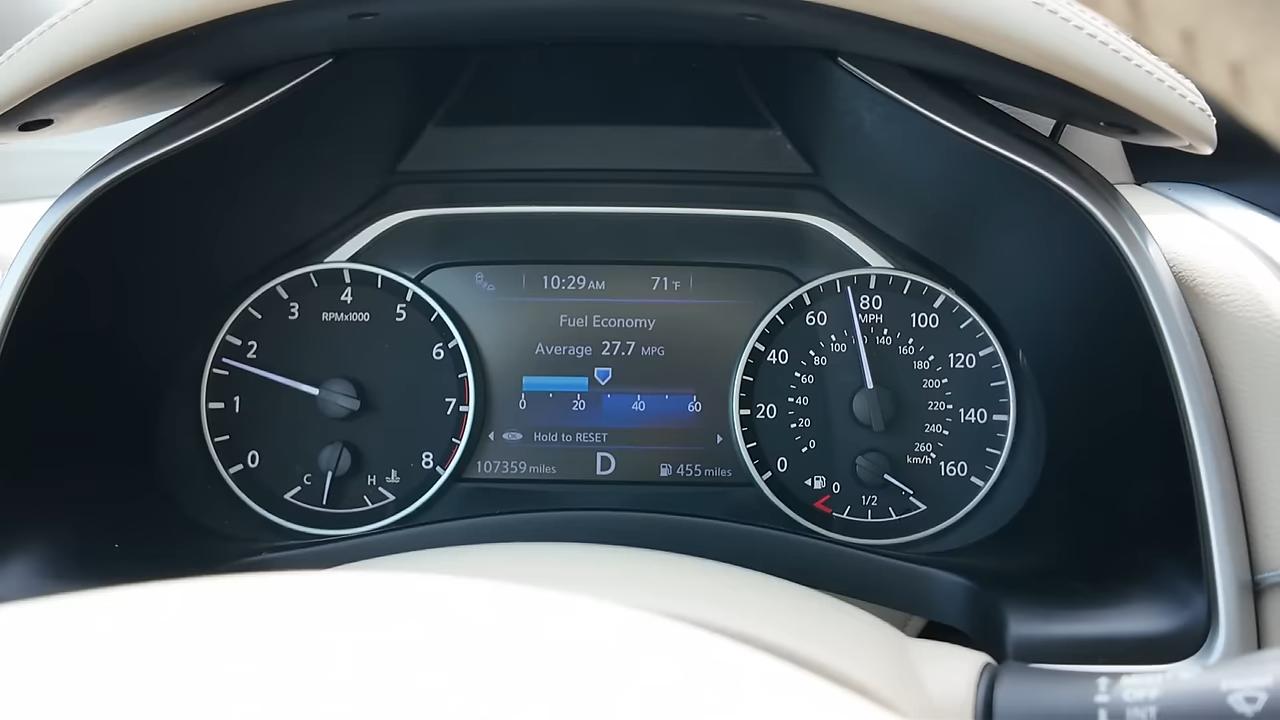 10:29AM 71°F
Fuel Economy
Average 27.7 MPG
0 20 40 60
OK Hold to RESET
107359 miles D 455 miles
0 1 2 3 4 5 6 7 8
RPMx1000
C H
0 20 40 60 80 100 120 140 160
MPH
0 20 40 60 80 100 120 140 160 180 200 220 240 260
km/h
0 1/2
OFF
INT